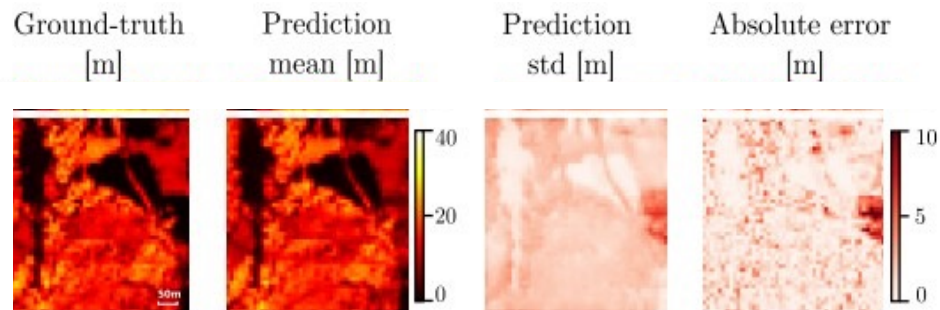 Ground-truth Prediction Prediction Absolute error
[m] mean [m] std [m] [m]
40 10
20 5
50m 0 0